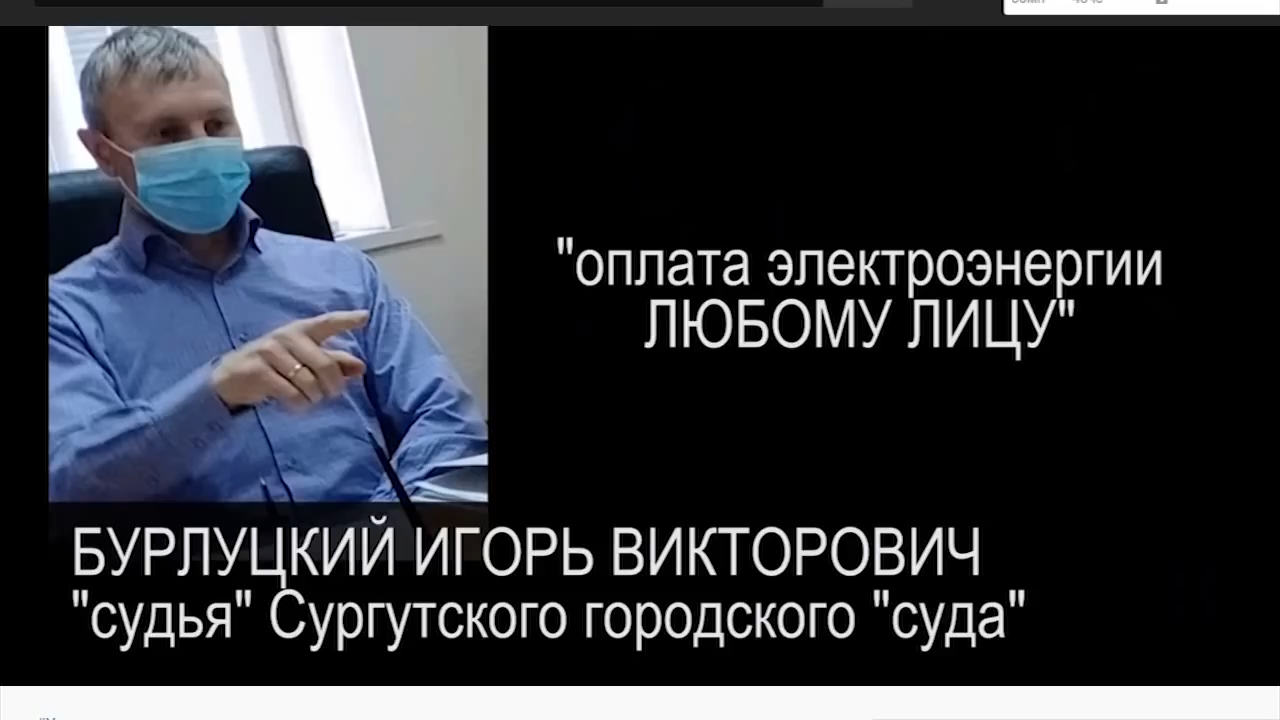 "оплата электроэнергии
ЛЮБОМУ ЛИЦУ"
БУРЛУЦКИЙ ИГОРЬ ВИКТОРОВИЧ
"судья" Сургутского городского "суда"